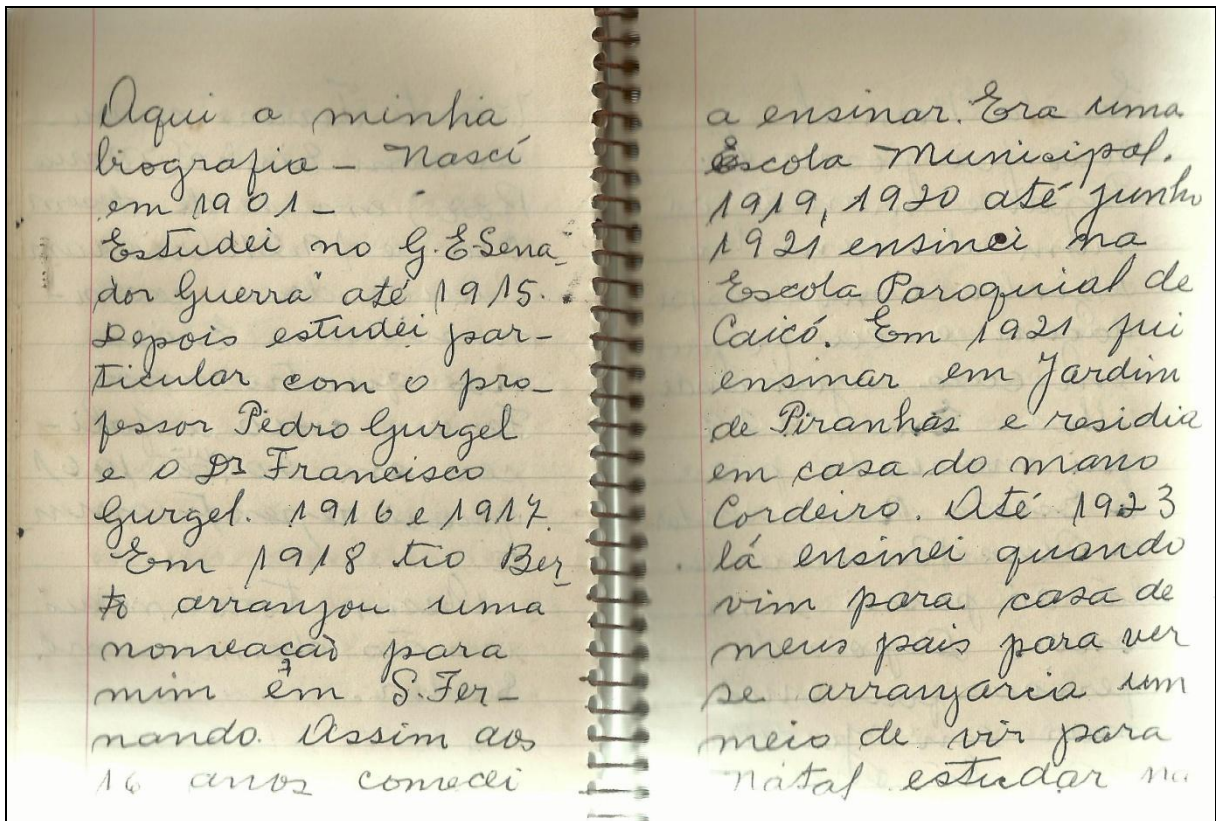 Aqui a minha
biografia - Nasci
em 1901 -
Estudei no G. E. Sena-
dor Guerra" até 1915.
Depois estudei par-
ticular com o pro-
fessor Pedro Gurgel
e o Dr Francisco
Gurgel. 1916 e 1917.
Em 1918 tio Ber-
to arranjou uma
nomeação para
mim em S. Fer-
nando. Assim aos
16 anos comecei
a ensinar. Era uma
Escola Municipal.
1919, 1920 até junho
1921 ensinei na
Escola Paroquial de
Caicó. Em 1921 fui
ensinar em Jardim
de Piranhas e residia
em casa do mano
Cordeiro. Até 1923
lá ensinei quando
vim para casa de
meus pais para ver
se arranjaria um
meio de vir para
Natal estudar na